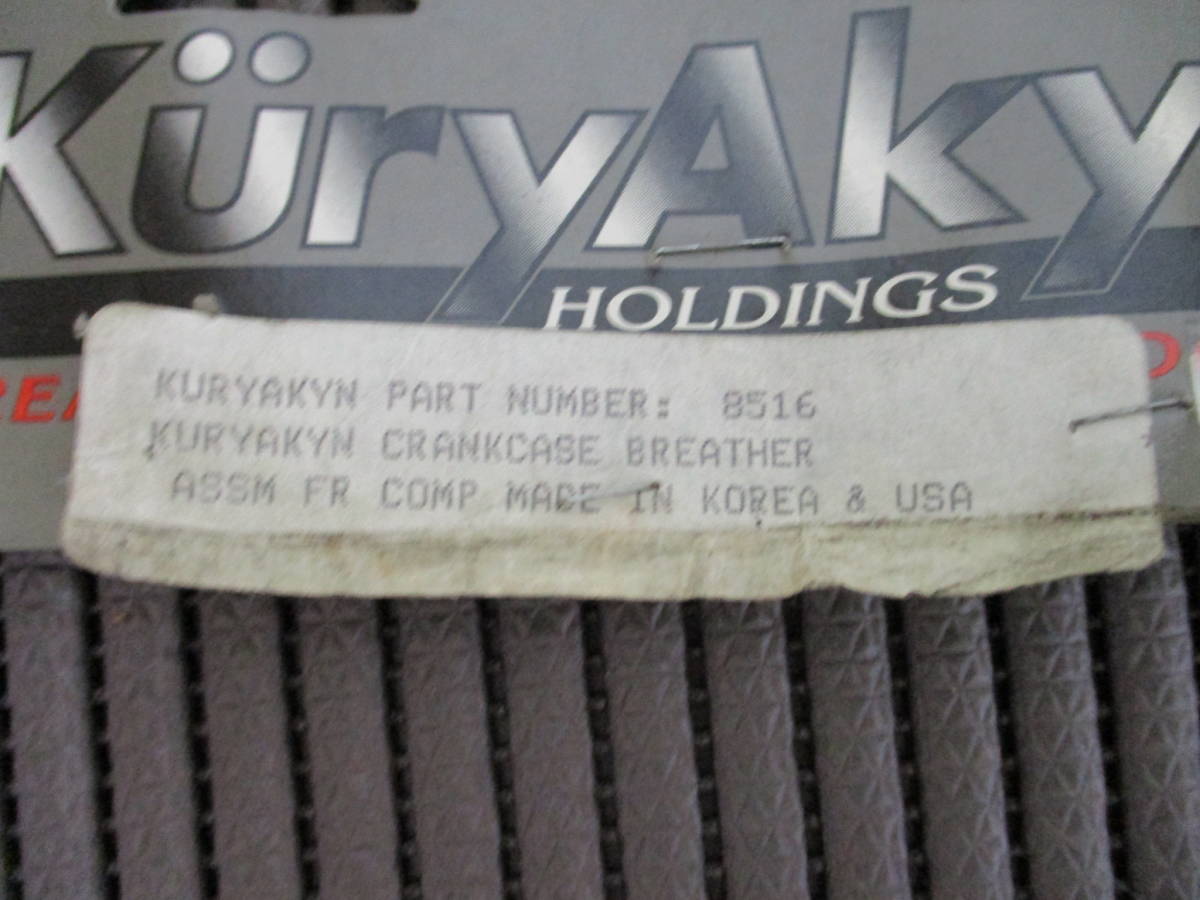 KüryAky
HOLDINGS
KURYAKYN PART NUMBER: 8516
KURYAKYN CRANKCASE BREATHER
ASSM FR COMP MADE IN KOREA & USA